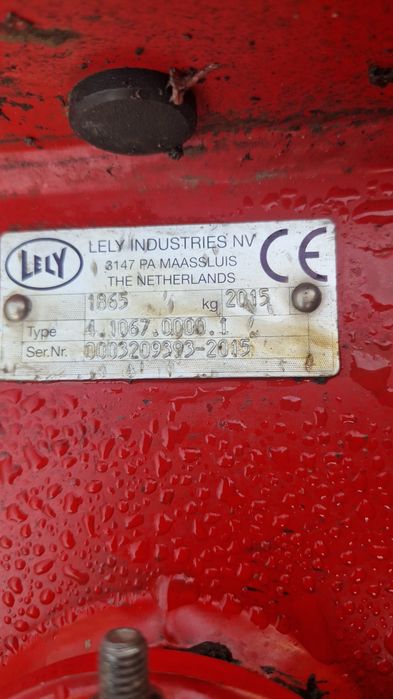 LELY
LELY INDUSTRIES NV
3147 PA MAASSLUIS
THE NETHERLANDS
CE
1865 kg 2015
Type 4.1067.0000.1
Ser.Nr. 0003209393-2015